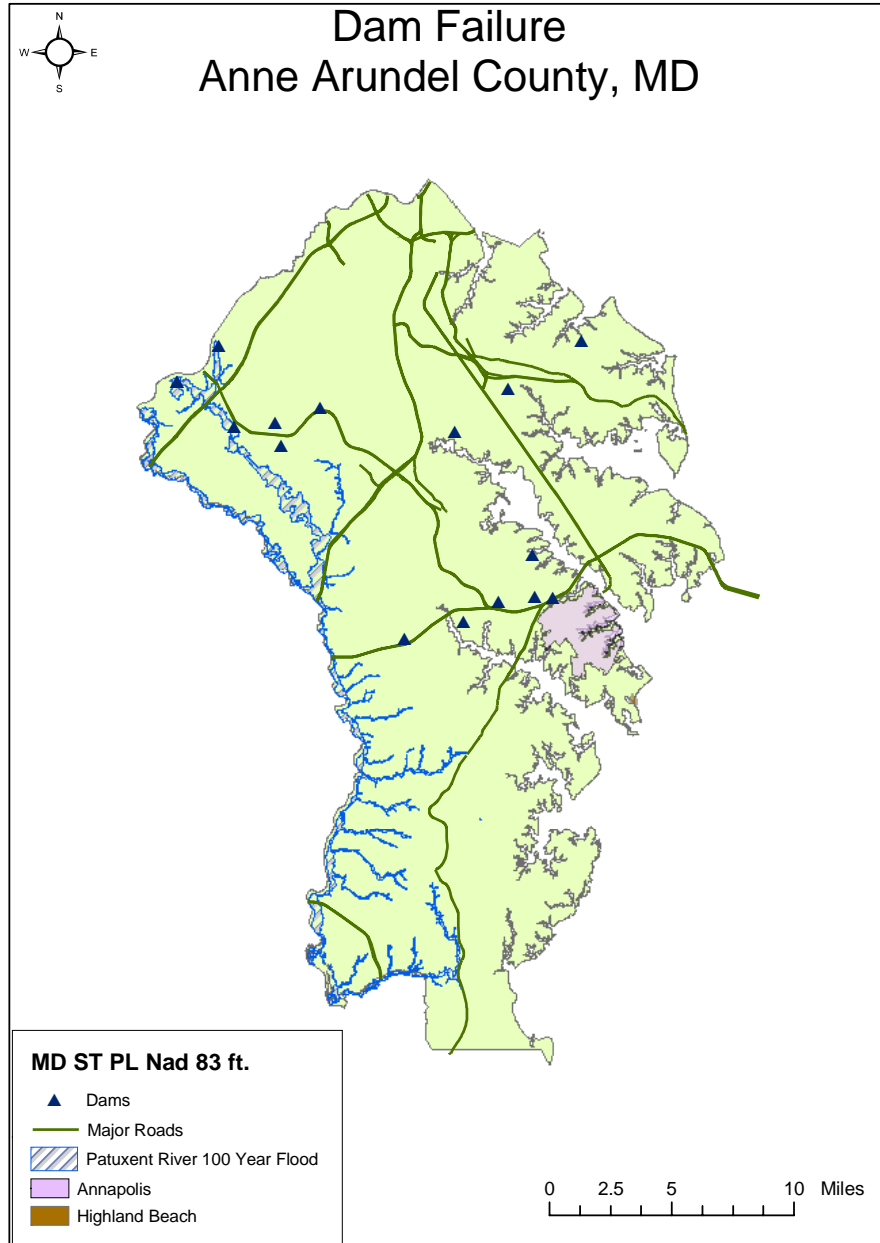 Dam Failure
Anne Arundel County, MD
N
W E
S
MD ST PL Nad 83 ft.
Dams
Major Roads
Patuxent River 100 Year Flood
Annapolis
Highland Beach
0 2.5 5 10 Miles